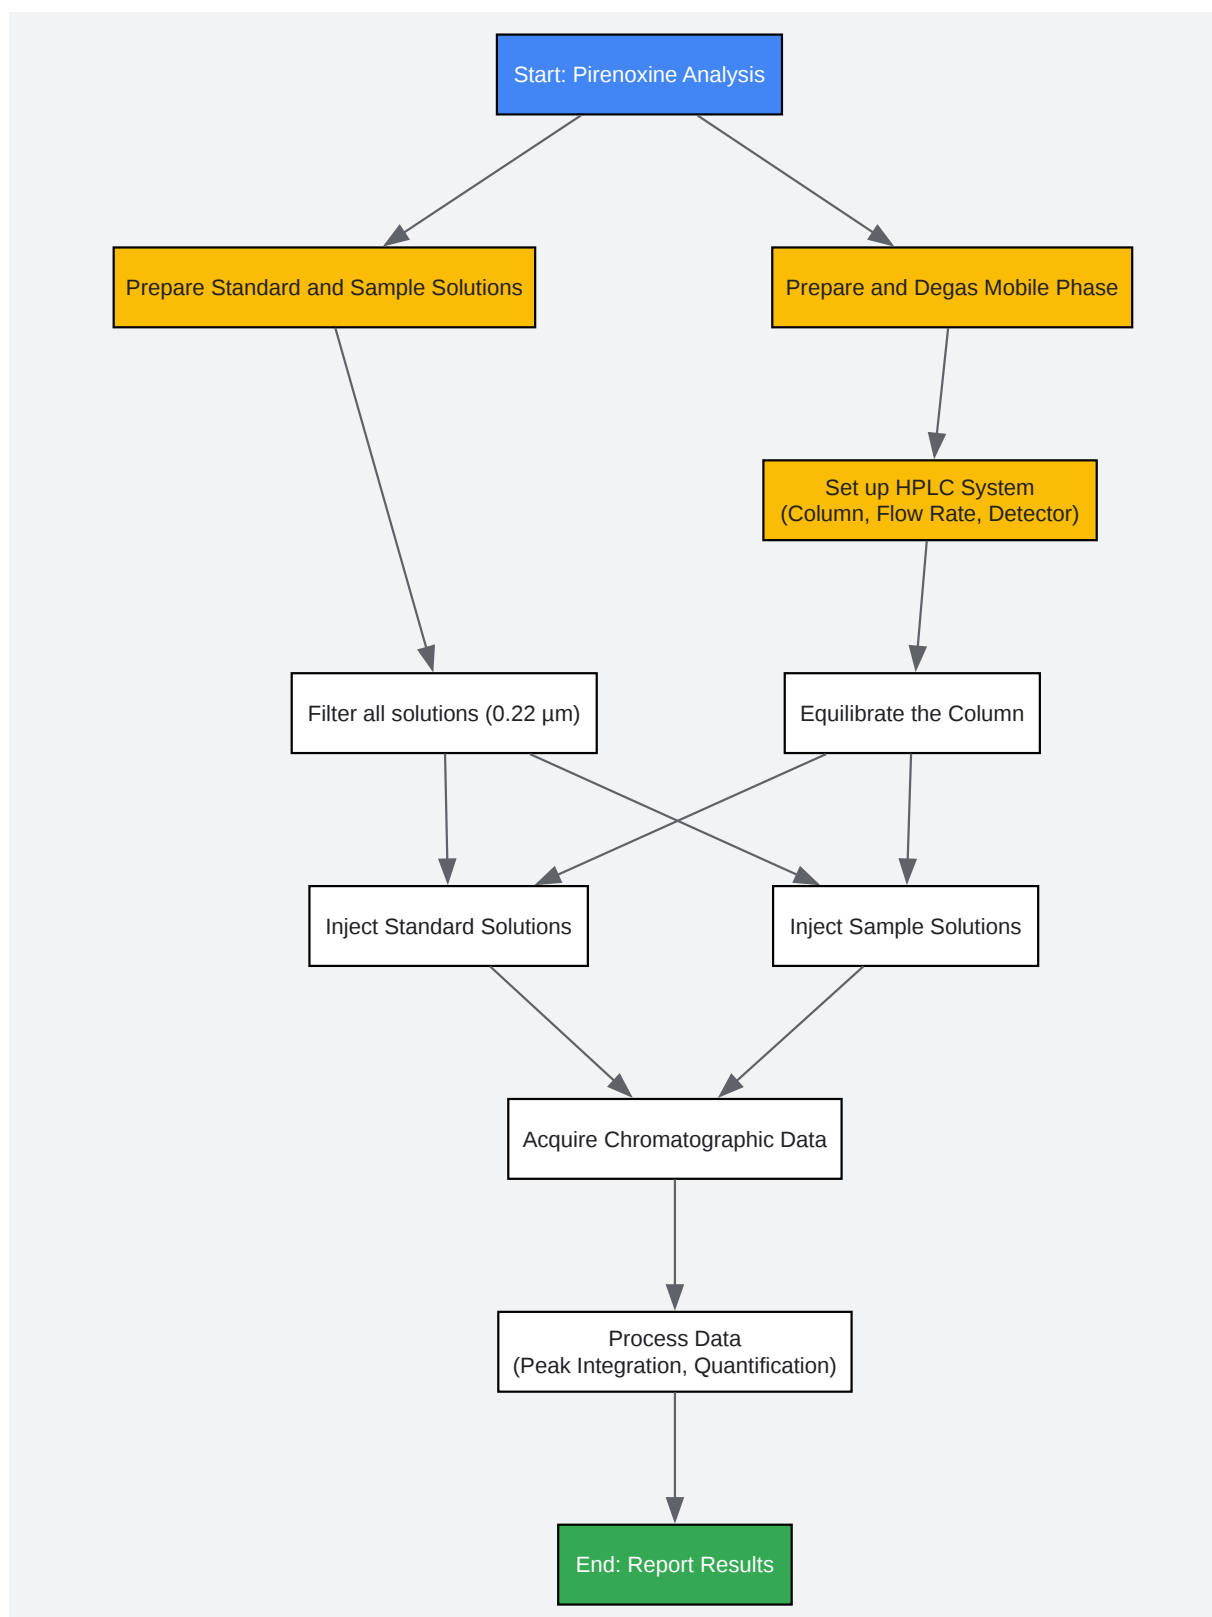 Start: Pirenoxine Analysis
Prepare Standard and Sample Solutions
Prepare and Degas Mobile Phase
Set up HPLC System
(Column, Flow Rate, Detector)
Filter all solutions (0.22 µm)
Equilibrate the Column
Inject Standard Solutions
Inject Sample Solutions
Acquire Chromatographic Data
Process Data
(Peak Integration, Quantification)
End: Report Results